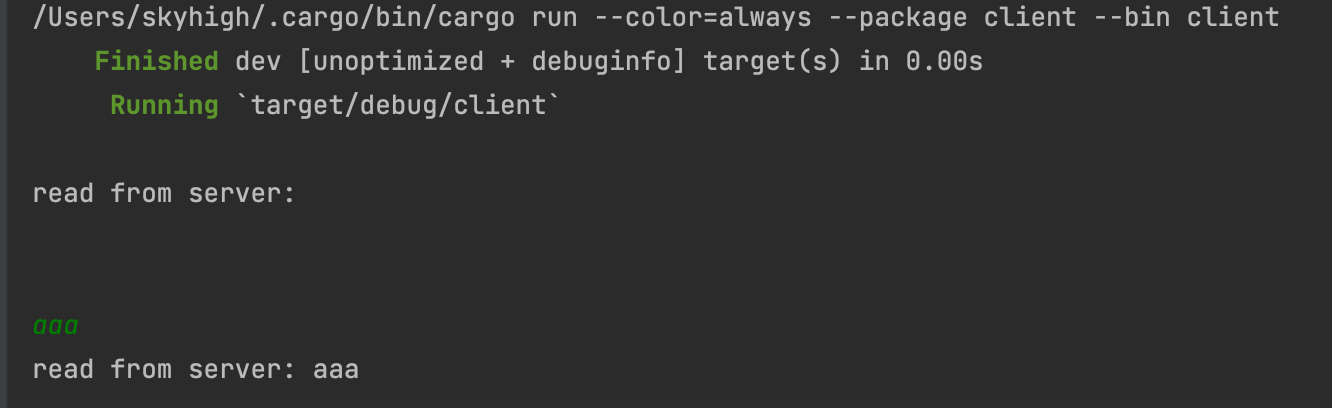 /Users/skyhigh/.cargo/bin/cargo run --color=always --package client --bin client
Finished dev [unoptimized + debuginfo] target(s) in 0.00s
Running `target/debug/client`
read from server:
aaa
read from server: aaa